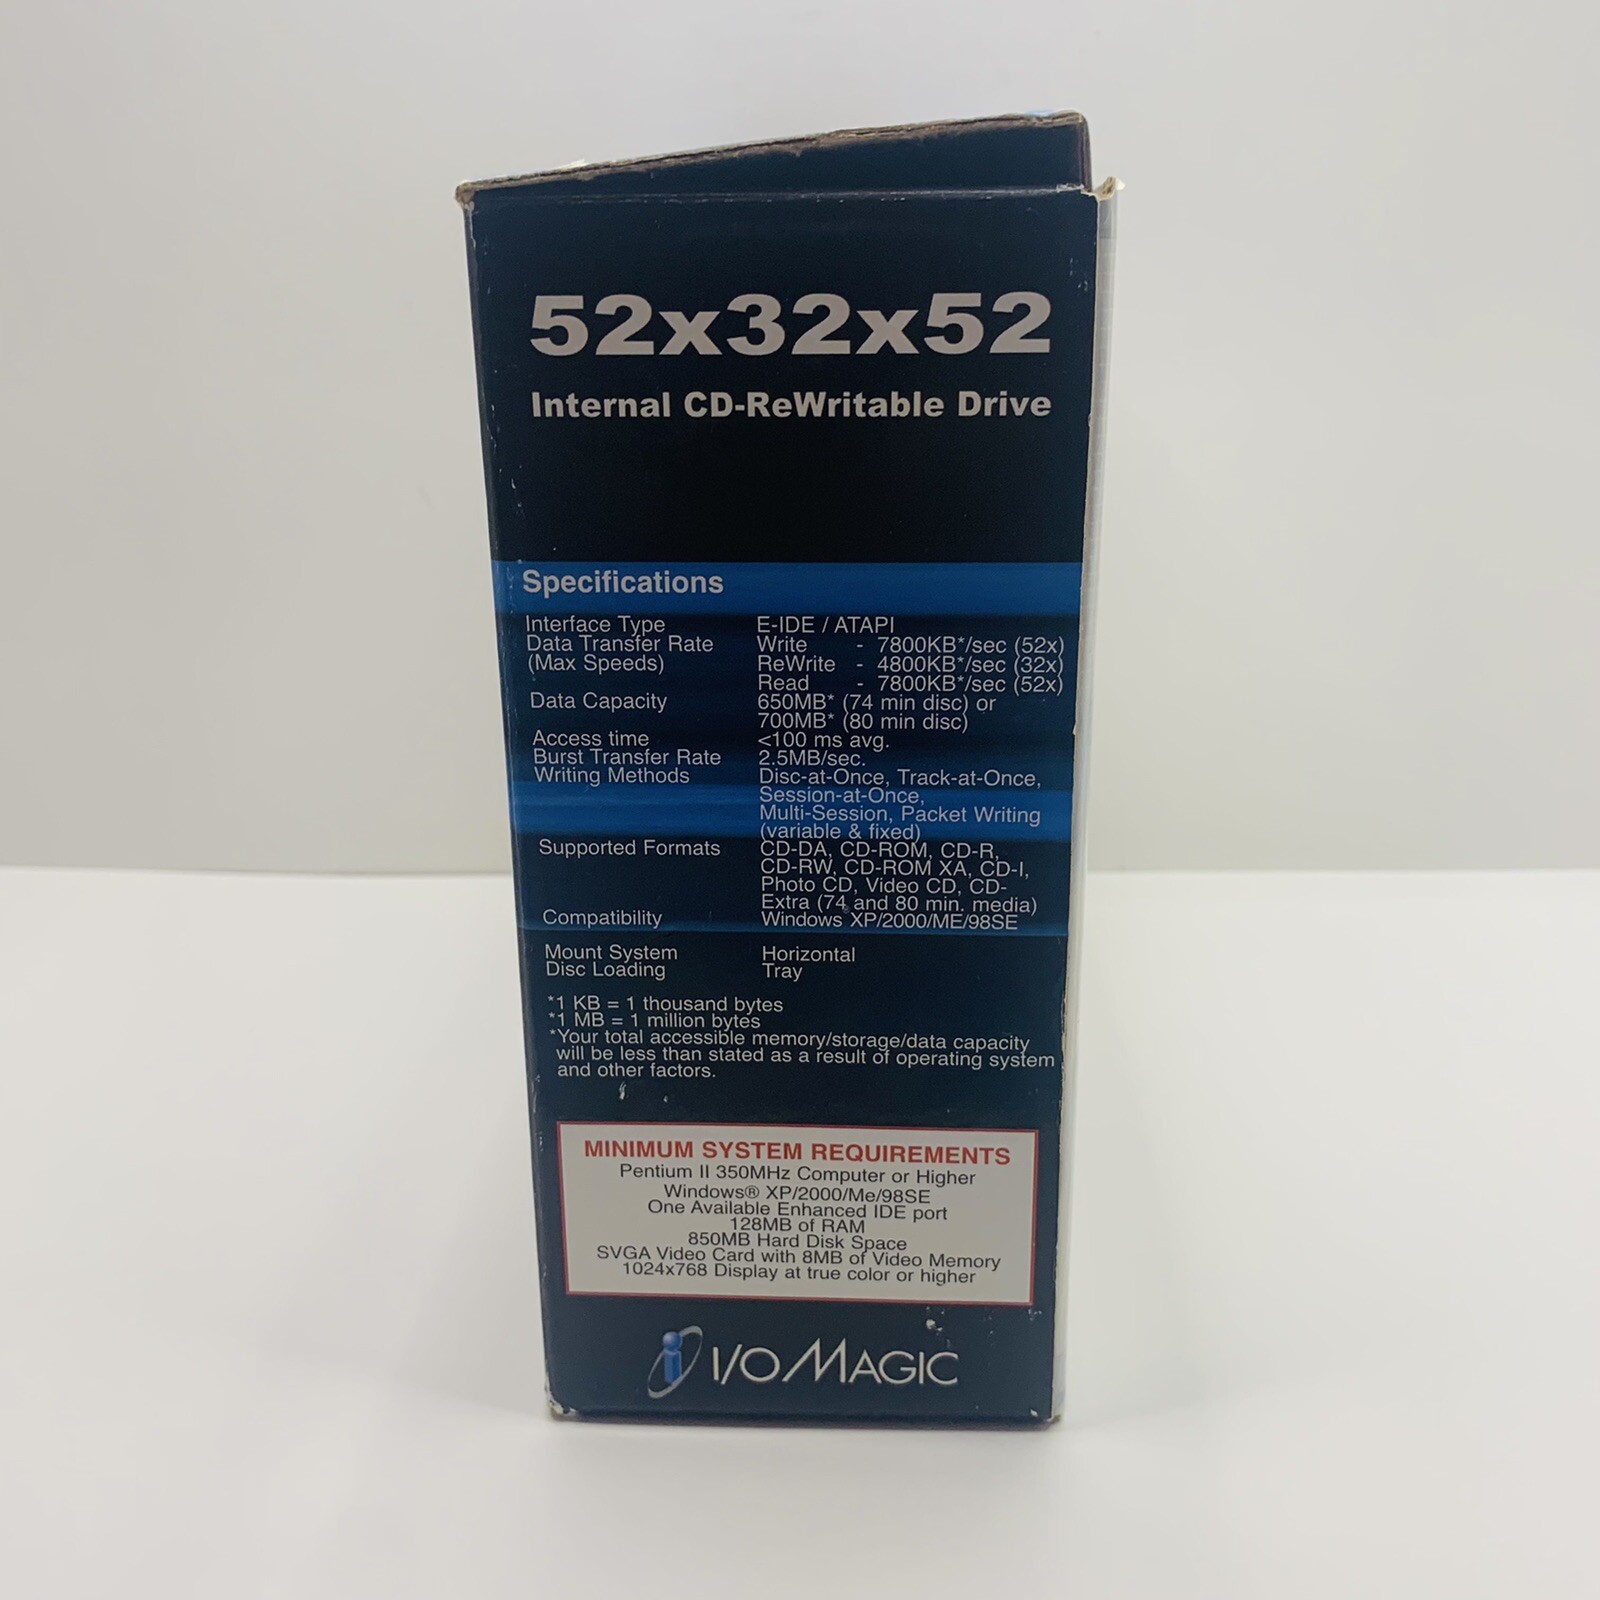 52x32x52
Internal CD-ReWritable Drive
Specifications
Interface Type E-IDE / ATAPI
Data Transfer Rate Write - 7800KB*/sec (52x)
(Max Speeds) ReWrite - 4800KB*/sec (32x)
Read - 7800KB*/sec (52x)
Data Capacity 650MB* (74 min disc) or
700MB* (80 min disc)
Access time <100 ms avg.
Burst Transfer Rate 2.5MB/sec.
Writing Methods Disc-at-Once, Track-at-Once,
Session-at-Once,
Multi-Session, Packet Writing
(variable & fixed)
Supported Formats CD-DA, CD-ROM, CD-R,
CD-RW, CD-ROM XA, CD-I,
Photo CD, Video CD, CD-
Extra (74 and 80 min. media)
Compatibility Windows® XP/2000/ME/98SE
Mount System Horizontal
Disc Loading Tray
*1 KB = 1 thousand bytes
*1 MB = 1 million bytes
*Your total accessible memory/storage/data capacity
will be less than stated as a result of operating system
and other factors.
MINIMUM SYSTEM REQUIREMENTS
Pentium II 350MHz Computer or Higher
Windows® XP/2000/Me/98SE
One Available Enhanced IDE port
128MB of RAM
850MB Hard Disk Space
SVGA Video Card with 8MB of Video Memory
1024x768 Display at true color or higher
i I/OMAGIC